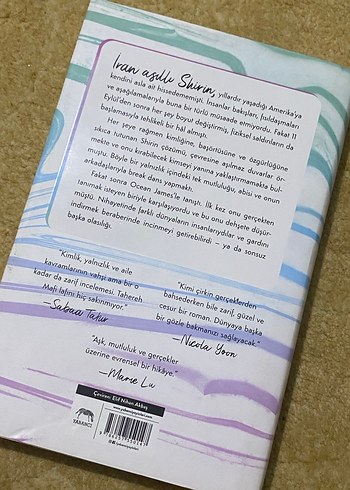 İran asıllı Shirin, yıllardır yaşadığı Amerika'ya
kendini asla ait hissedememişti. İnsanlar bakışları, fısıldaşmaları
ve aşağılamalarıyla buna bir türlü müsaade etmiyordu. Fakat 11
Eylül'den sonra her şey boyut değiştirmiş, fiziksel saldırıların da
başlamasıyla tehlikeli bir hâl almıştı.
Her şeye rağmen kimliğine, başörtüsüne ve özgürlüğüne
sıkıca tutunan Shirin çözümü, çevresine aşılmaz duvarlar ör-
mekte ve onu kırabilecek kimseyi yanına yaklaştırmamakta bul-
muştu. Böyle bir yalnızlık içindeki tek mutluluğu, abisi ve onun
arkadaşlarıyla break dans yapmaktı.
Fakat sonra Ocean James'le tanıştı. İlk kez onu gerçekten
tanımak isteyen biriyle karşılaşıyordu ve bu onu dehşete düşür-
müştü. Nihayetinde farklı dünyaların insanlarıydılar ve gardını
indirmek beraberinde incinmeyi getirebilirdi – ya da sonsuz
başka olasılığı.
"Kimlik, yalnızlık ve aile
kavramlarının vahşi ama bir o
kadar da zarif incelemesi. Tahereh
Mafi lafını hiç sakınmıyor."
—Sabaa Tahir
"Kimi çirkin gerçeklerden
bahsederken bile zarif, güzel ve
cesur bir roman. Dünyaya başka
bir gözle bakmanızı sağlayacak."
—Nicola Yoon
"Aşk, mutluluk ve gerçekler
üzerine evrensel bir hikâye."
—Marie Lu
Çeviren: Elif Nihan Akbaş
YABANCI